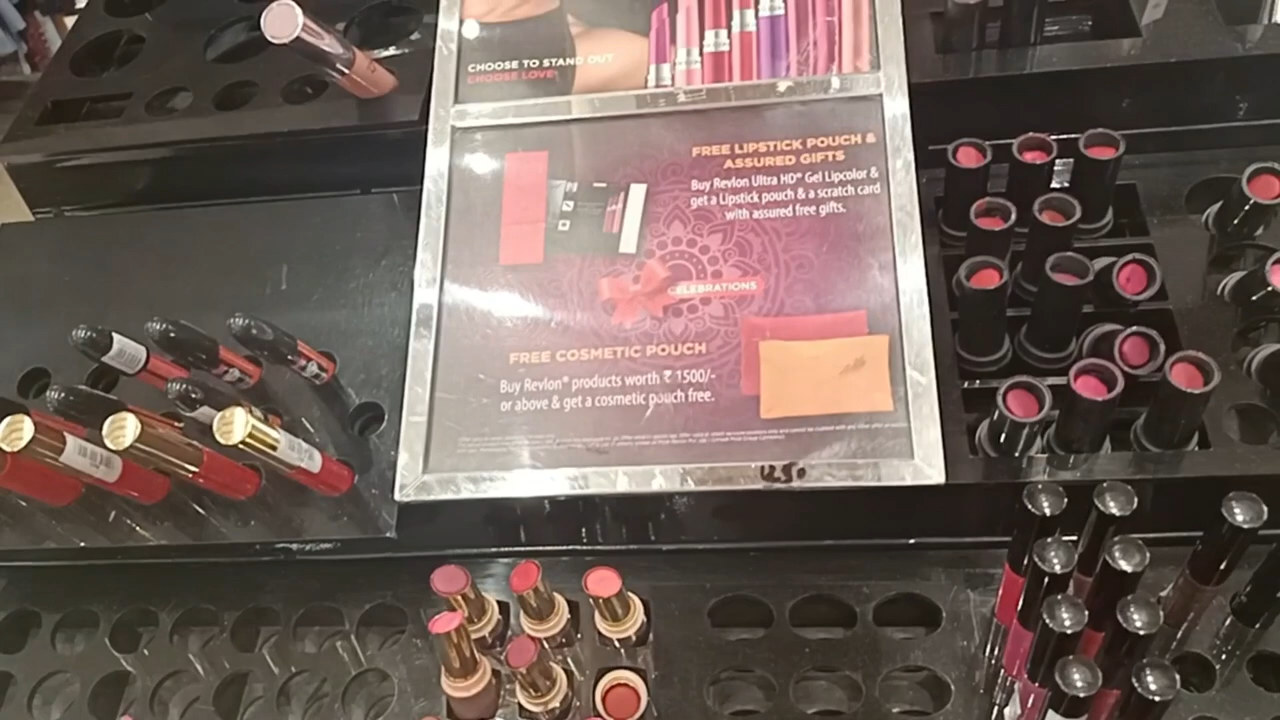 CHOOSE TO STAND OUT
CHOOSE LOVE
FREE LIPSTICK POUCH &
ASSURED GIFTS
Buy Revlon Ultra HD® Gel Lipcolor &
get a Lipstick pouch & a scratch card
with assured free gifts.
CELEBRATIONS
FREE COSMETIC POUCH
Buy Revlon® products worth ₹ 1500/-
or above & get a cosmetic pouch free.